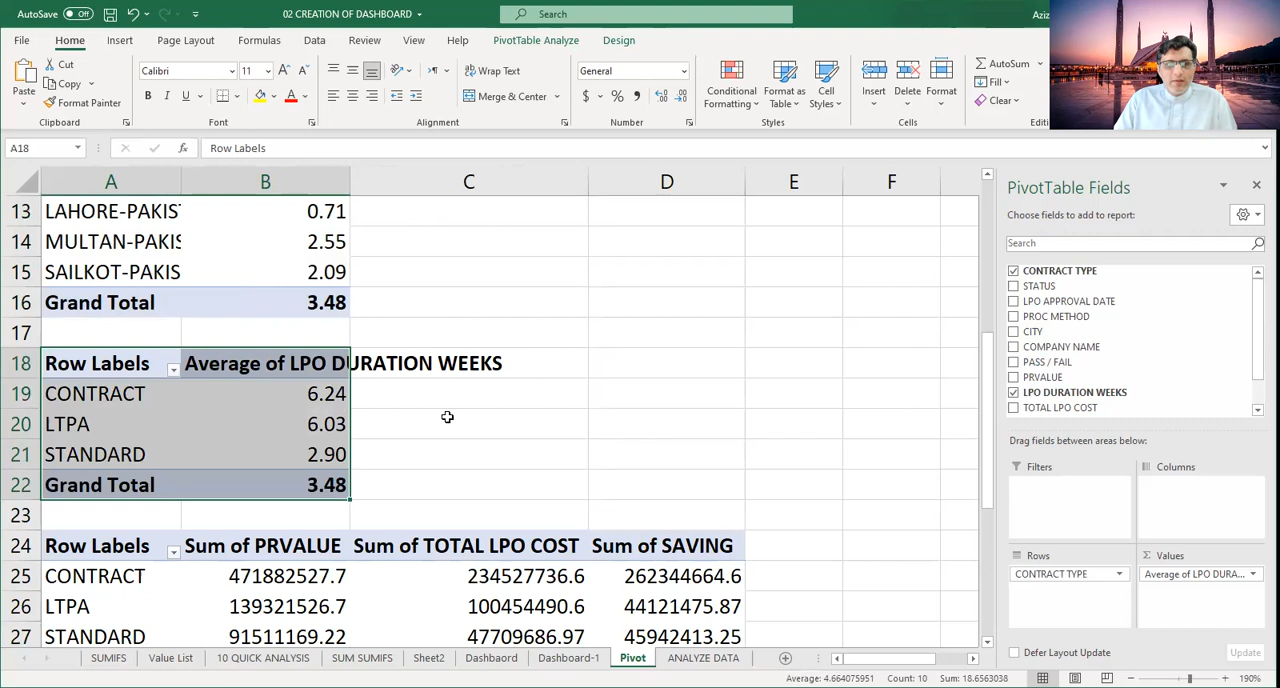 AutoSave Off 02 CREATION OF DASHBOARD Search Aziz
File Home Insert Page Layout Formulas Data Review View Help PivotTable Analyze Design
Paste Cut Copy Format Painter
Calibri 11
B I U
Wrap Text
Merge & Center
General
$ % 9
Conditional Formatting Format as Table Cell Styles Insert Delete Format
AutoSum
Fill
Clear
Clipboard Font Alignment Number Styles Cells Editi
A18 fx Row Labels
A B C D E F
13 LAHORE-PAKIST 0.71
14 MULTAN-PAKIS 2.55
15 SAILKOT-PAKIS 2.09
16 Grand Total 3.48
17
18 Row Labels Average of LPO DURATION WEEKS
19 CONTRACT 6.24
20 LTPA 6.03
21 STANDARD 2.90
22 Grand Total 3.48
23
24 Row Labels Sum of PRVALUE Sum of TOTAL LPO COST Sum of SAVING
25 CONTRACT 471882527.7 234527736.6 262344664.6
26 LTPA 139321526.7 100454490.6 44121475.87
27 STANDARD 91511169.22 47709686.97 45942413.25
PivotTable Fields
Choose fields to add to report:
Search
CONTRACT TYPE
STATUS
LPO APPROVAL DATE
PROC METHOD
CITY
COMPANY NAME
PASS / FAIL
PRVALUE
LPO DURATION WEEKS
TOTAL LPO COST
Drag fields between areas below:
Filters Columns
Rows Values
CONTRACT TYPE Average of LPO DURA...
Defer Layout Update Update
SUMIFS Value List 10 QUICK ANALYSIS SUM SUMIFS Sheet2 Dashbaord Dashboard-1 Pivot ANALYZE DATA
Average: 4.664075951 Count: 10 Sum: 18.6563038 190%